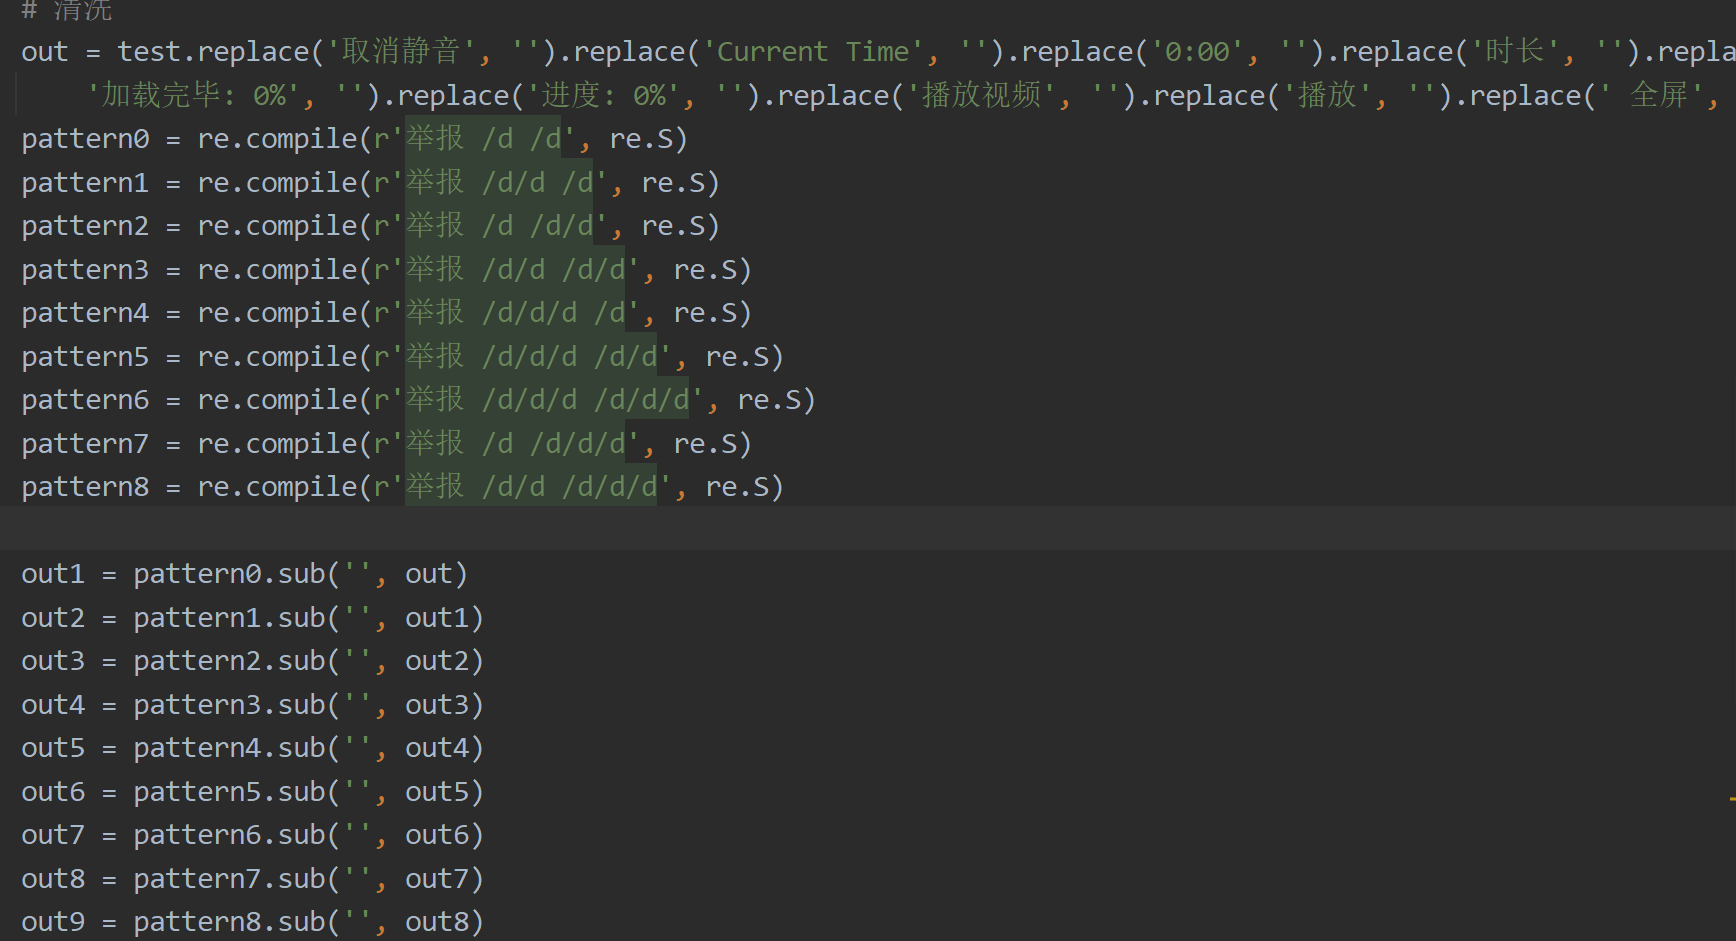 # 清洗
out = test.replace('取消静音', '').replace('Current Time', '').replace('0:00', '').replace('时长', '').repla
'加载完毕: 0%', '').replace('进度: 0%', '').replace('播放视频', '').replace('播放', '').replace(' 全屏',
pattern0 = re.compile(r'举报 /d /d', re.S)
pattern1 = re.compile(r'举报 /d/d /d', re.S)
pattern2 = re.compile(r'举报 /d /d/d', re.S)
pattern3 = re.compile(r'举报 /d/d /d/d', re.S)
pattern4 = re.compile(r'举报 /d/d/d /d', re.S)
pattern5 = re.compile(r'举报 /d/d/d /d/d', re.S)
pattern6 = re.compile(r'举报 /d/d/d /d/d/d', re.S)
pattern7 = re.compile(r'举报 /d /d/d/d', re.S)
pattern8 = re.compile(r'举报 /d/d /d/d/d', re.S)
out1 = pattern0.sub('', out)
out2 = pattern1.sub('', out1)
out3 = pattern2.sub('', out2)
out4 = pattern3.sub('', out3)
out5 = pattern4.sub('', out4)
out6 = pattern5.sub('', out5)
out7 = pattern6.sub('', out6)
out8 = pattern7.sub('', out7)
out9 = pattern8.sub('', out8)